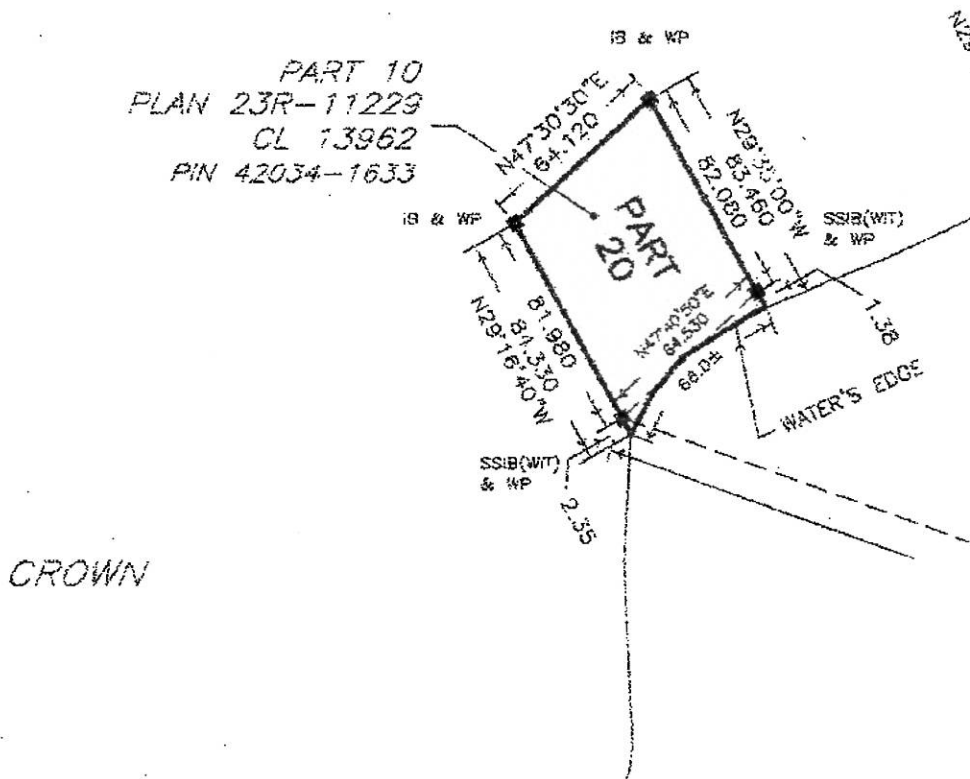 PART 10
PLAN 23R-11229
CL 13962
PIN 42034-1633
IB & WP
N47°30'30"E
64.120
IB & WP
N29°35'00"W
83.460
82.080
SSIB(WIT)
& WP
1.38
PART
20
N47°40'50"E
64.530
66.0±
WATER'S EDGE
81.980
84.330
N29°16'40"W
SSIB(WIT)
& WP
2.35
CROWN